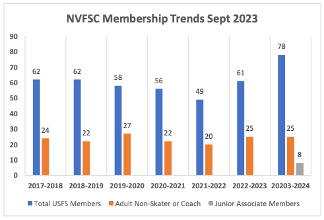 NVFSC Membership Trends Sept 2023
90
80
78
70
62 62 61
60
58 56
50
49
40
30
24 22 27 22 20 25 25
20
10
8
0
2017-2018 2018-2019 2019-2020 2020-2021 2021-2022 2022-2023 20203-2024
Total USFS Members Adult Non-Skater or Coach Junior Associate Members